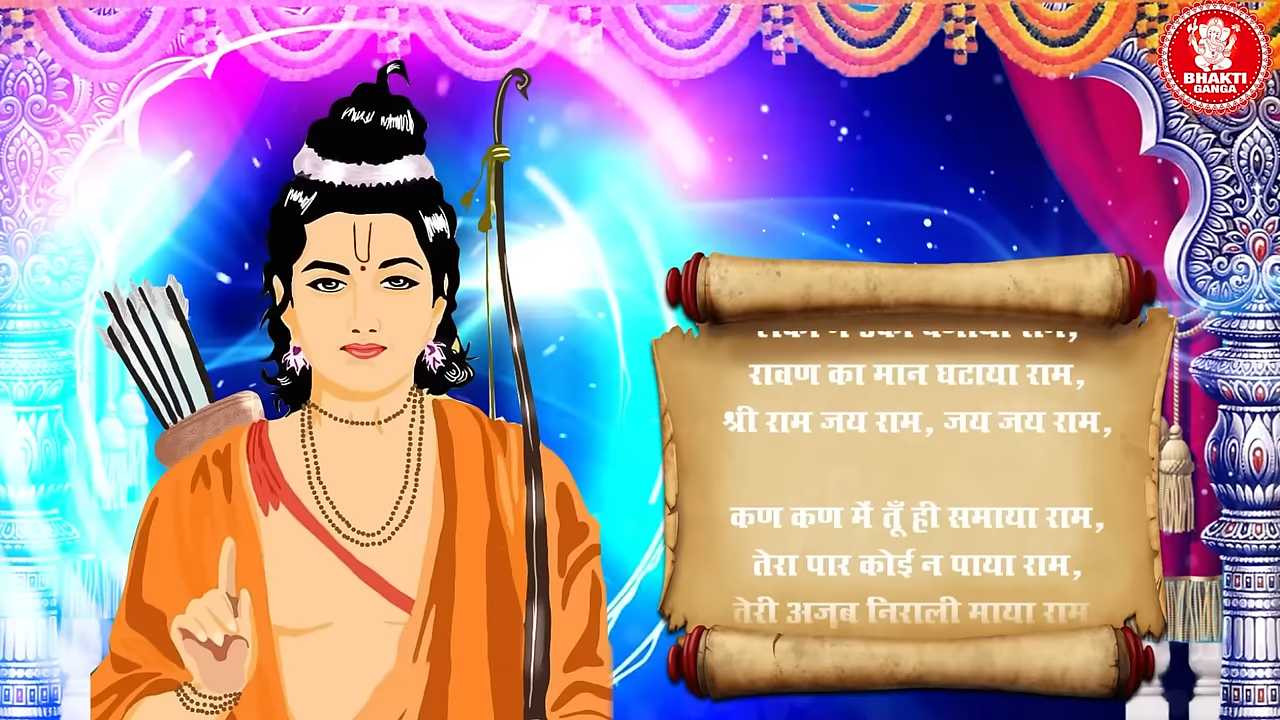 रावण का मान घटाया राम,
श्री राम जय राम, जय जय राम,
कण कण में तूँ ही समाया राम,
तेरा पार कोई न पाया राम,
तेरी अजब निराली माया राम
BHAKTI
GANGA